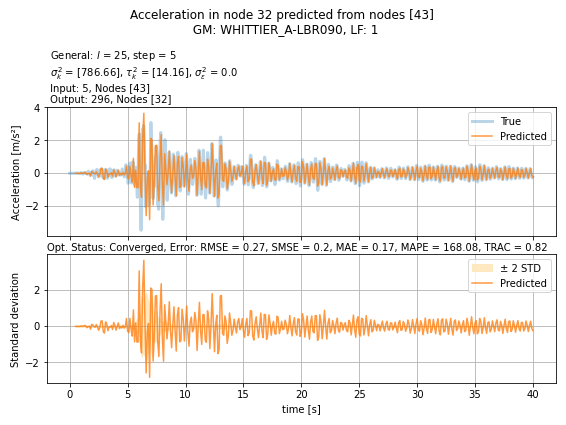 Acceleration in node 32 predicted from nodes [43]
GM: WHITTIER_A-LBR090, LF: 1
General: l = 25, step = 5
σ²ₖ = [786.66], τ²ₖ = [14.16], σ²ε = 0.0
Input: 5, Nodes [43]
Output: 296, Nodes [32]
Acceleration [m/s²]
4
2
0
−2
True
Predicted
Opt. Status: Converged, Error: RMSE = 0.27, SMSE = 0.2, MAE = 0.17, MAPE = 168.08, TRAC = 0.82
Standard deviation
2
0
−2
± 2 STD
Predicted
0 5 10 15 20 25 30 35 40
time [s]